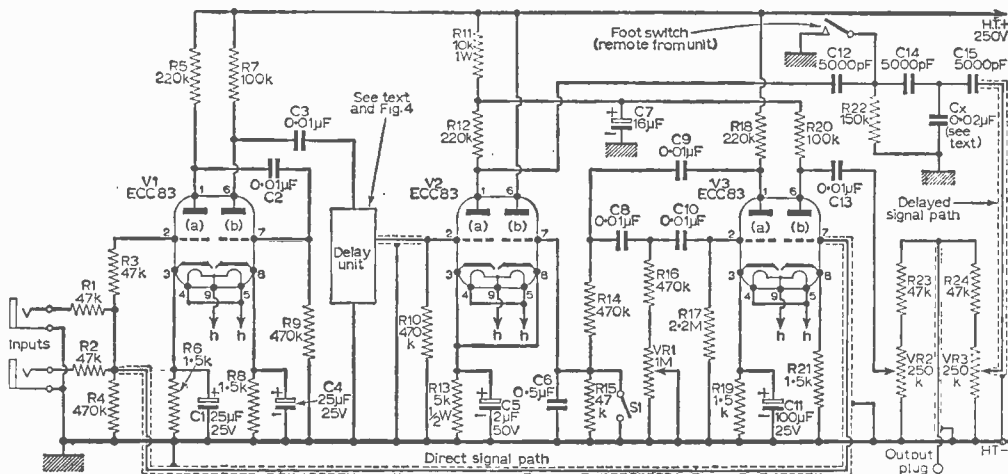 R5
220k
R7
100k
C3
0·01µF
See text
and Fig.4
0·01µF
C2
V1
ECC83
1
6
(a)
(b)
2
7
3
8
4
9
5
h
h
R3
47k
R1
47k
Inputs
R2
47k
R4
470k
R6
1·5k
C1
25µF
25V
R8
1·5k
C4
25µF
25V
R9
470k
Delay
unit
R11
10k
1W
R12
220k
V2
ECC83
1
6
(a)
(b)
2
7
3
8
4
9
5
h
h
R10
470
k
R13
5k
½W
C5
50V
C6
0·5µF
C7
16µF
C9
0·01µF
C8
0·01µF
C10
0·01µF
R14
470k
R16
470k
R17
2·2M
VR1
1M
R15
47
k
S1
Foot switch
(remote from unit)
R18
220k
R20
100k
V3
ECC83
1
6
(a)
(b)
2
7
3
8
4
9
5
h
h
0·01µF
C13
R19
1·5
k
C11
100µF
25V
R21
1·5k
C12
5000pF
C14
5000pF
C15
5000pF
H.T.+
250V
R22
150k
Cx
0·02µF
(see
text)
Delayed
signal path
R23
47k
R24
47k
VR2
250
k
VR3
250
k
Output
plug
HT-
Direct signal path